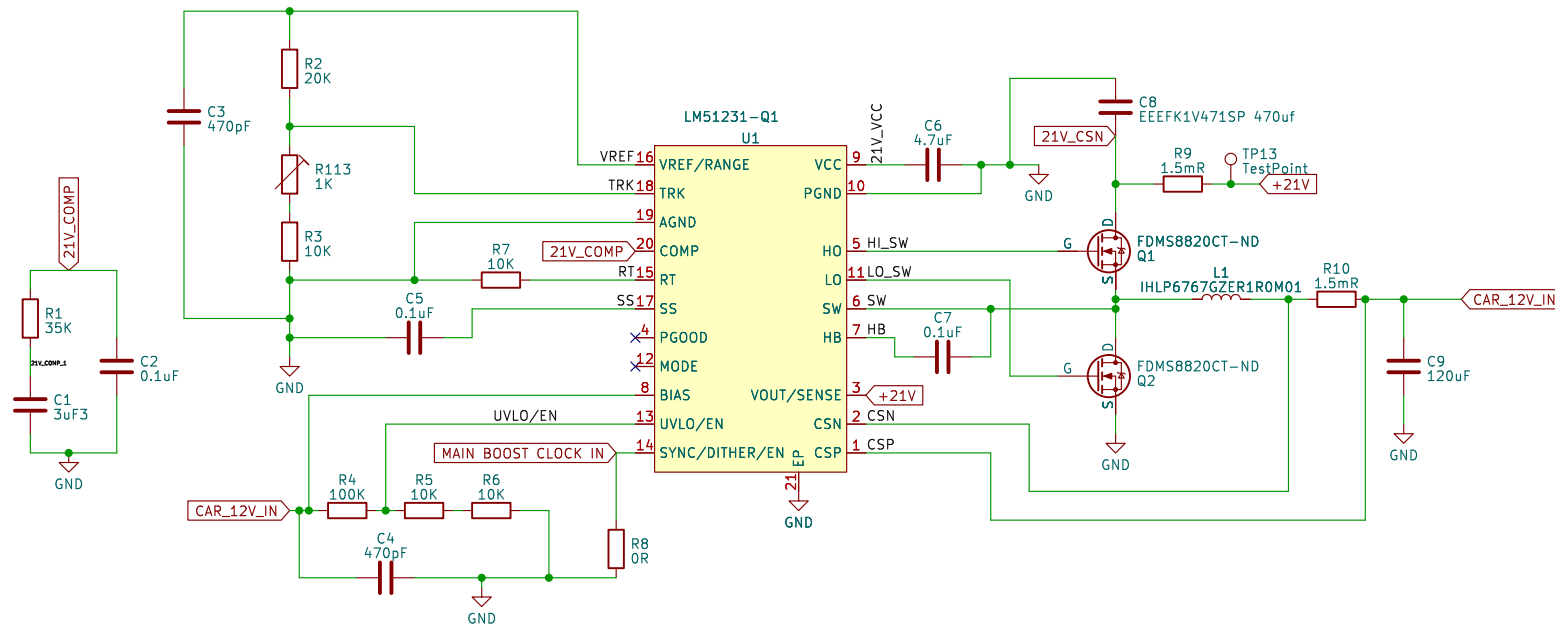 R2
20K
C3
470pF
R113
1K
R3
10K
21V_COMP
R1
35K
21V_COMP_1
C1
3uF3
C2
0.1uF
GND
GND
C5
0.1uF
R7
10K
21V_COMP
LM51231-Q1
U1
VREF 16 VREF/RANGE
TRK 18 TRK
19 AGND
20 COMP
RT 15 RT
SS 17 SS
4 PGOOD
12 MODE
8 BIAS
UVLO/EN 13 UVLO/EN
14 SYNC/DITHER/EN
VCC 9 21V_VCC
PGND 10
HO 5 HI_SW
LO 11 LO_SW
SW 6 SW
HB 7 HB
VOUT/SENSE 3 +21V
CSN 2 CSN
CSP 1 CSP
EP
21
GND
MAIN BOOST CLOCK IN
CAR_12V_IN
R4
100K
R5
10K
R6
10K
C4
470pF
GND
R8
0R
C6
4.7uF
GND
C8
EEEFK1V471SP 470uf
21V_CSN
R9
1.5mR
TP13
TestPoint
+21V
C7
0.1uF
D
G
S
FDMS8820CT-ND
Q1
L1
IHLP6767GZER1R0M01
R10
1.5mR
CAR_12V_IN
D
G
S
FDMS8820CT-ND
Q2
GND
C9
120uF
GND